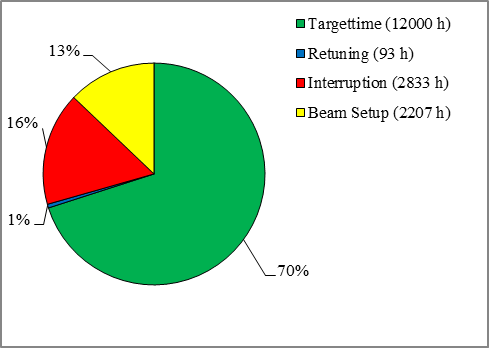 Targettime (12000 h)
Retuning (93 h)
Interruption (2833 h)
Beam Setup (2207 h)
13%
16%
1%
70%